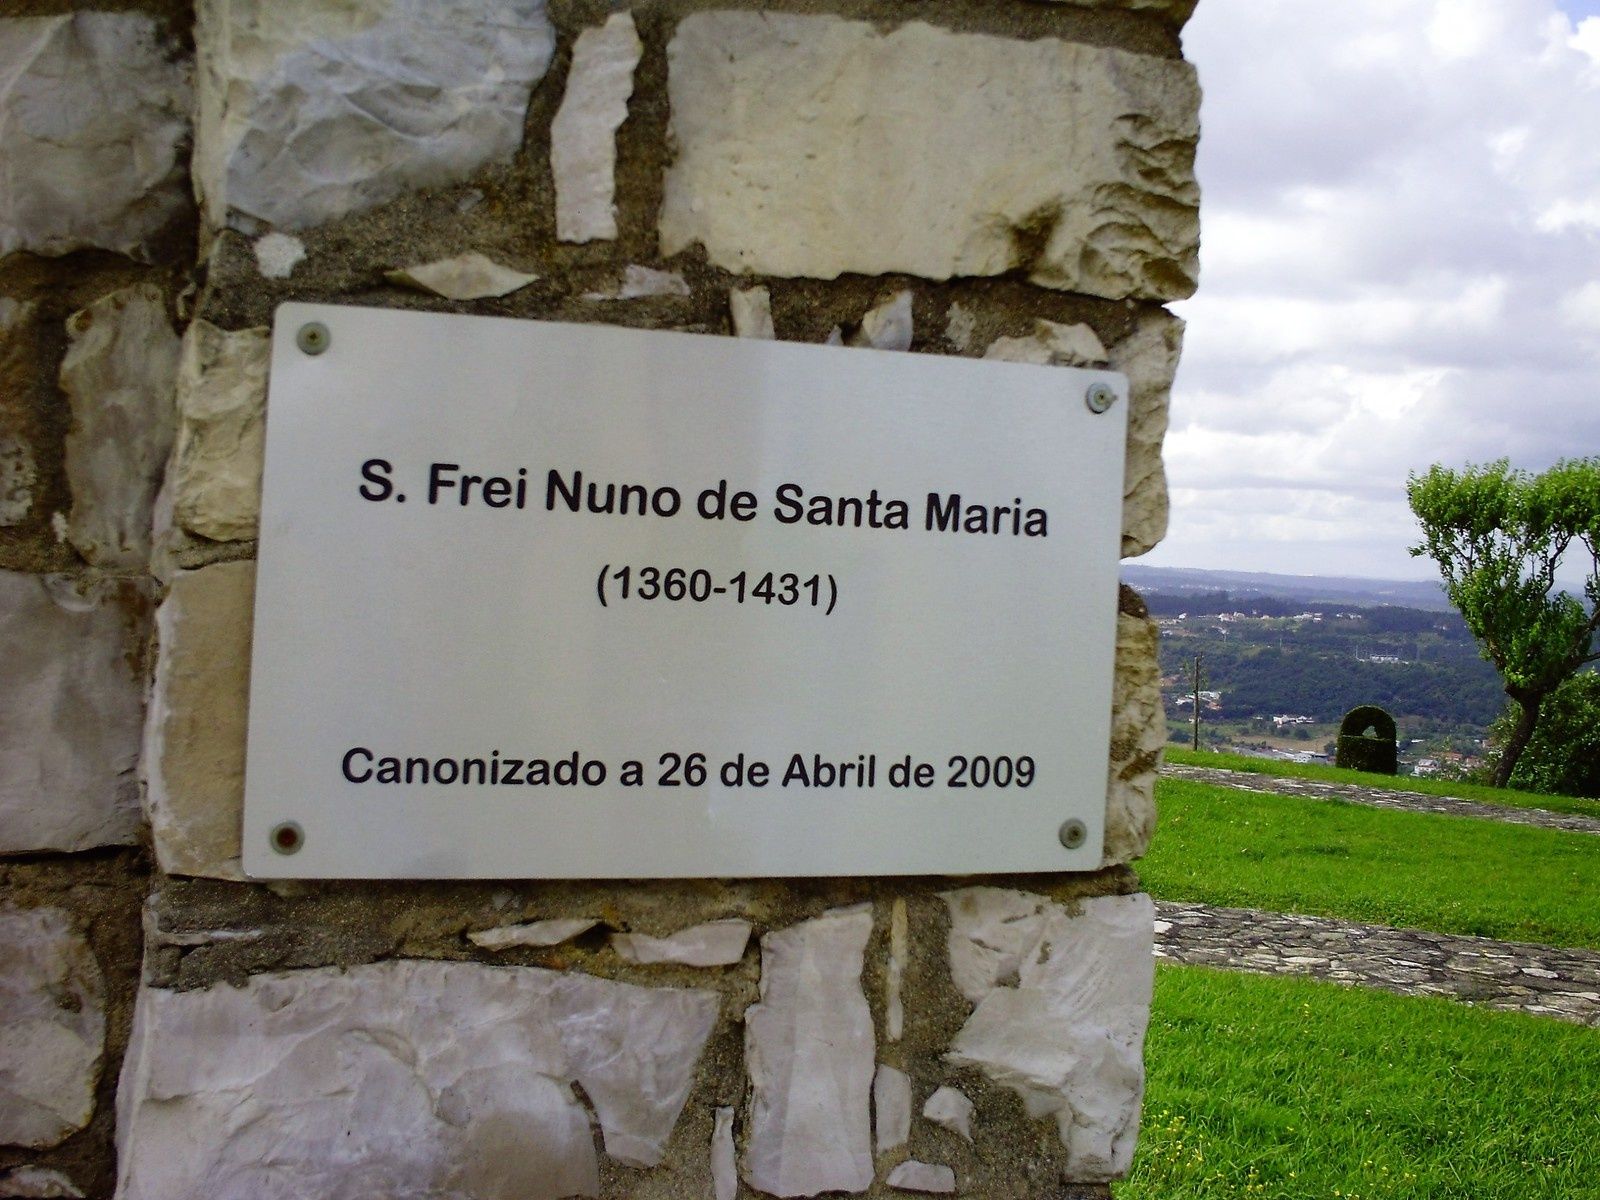 S. Frei Nuno de Santa Maria
(1360-1431)
Canonizado a 26 de Abril de 2009